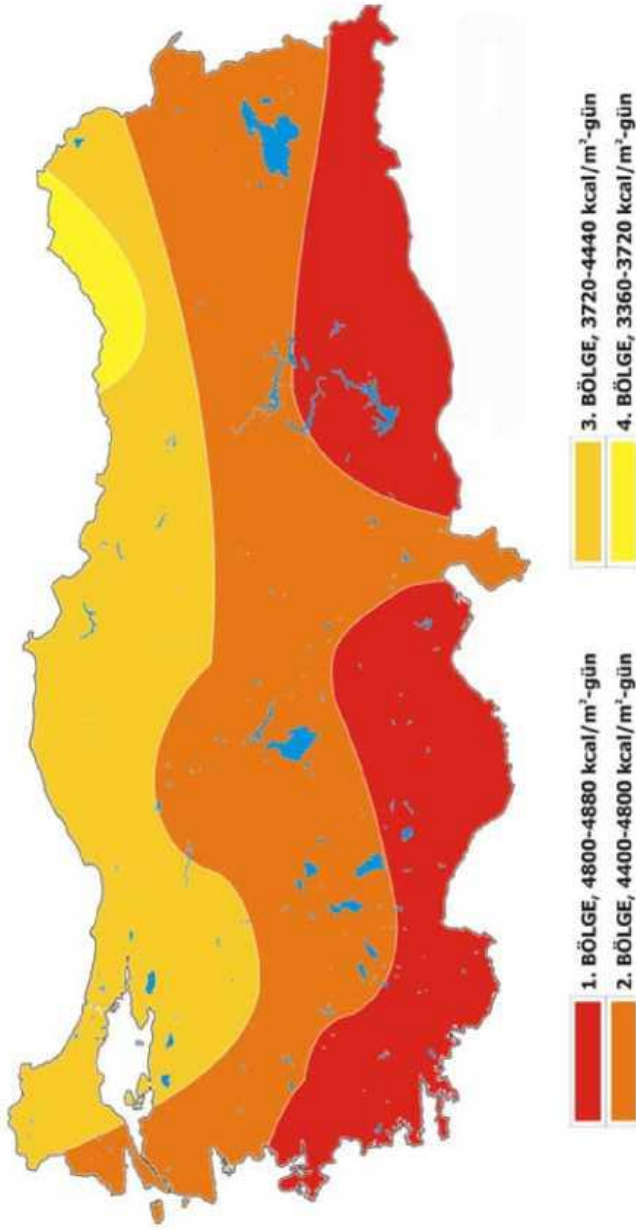 1. BÖLGE, 4800-4880 kcal/m²-gün
2. BÖLGE, 4400-4800 kcal/m²-gün
3. BÖLGE, 3720-4440 kcal/m²-gün
4. BÖLGE, 3360-3720 kcal/m²-gün